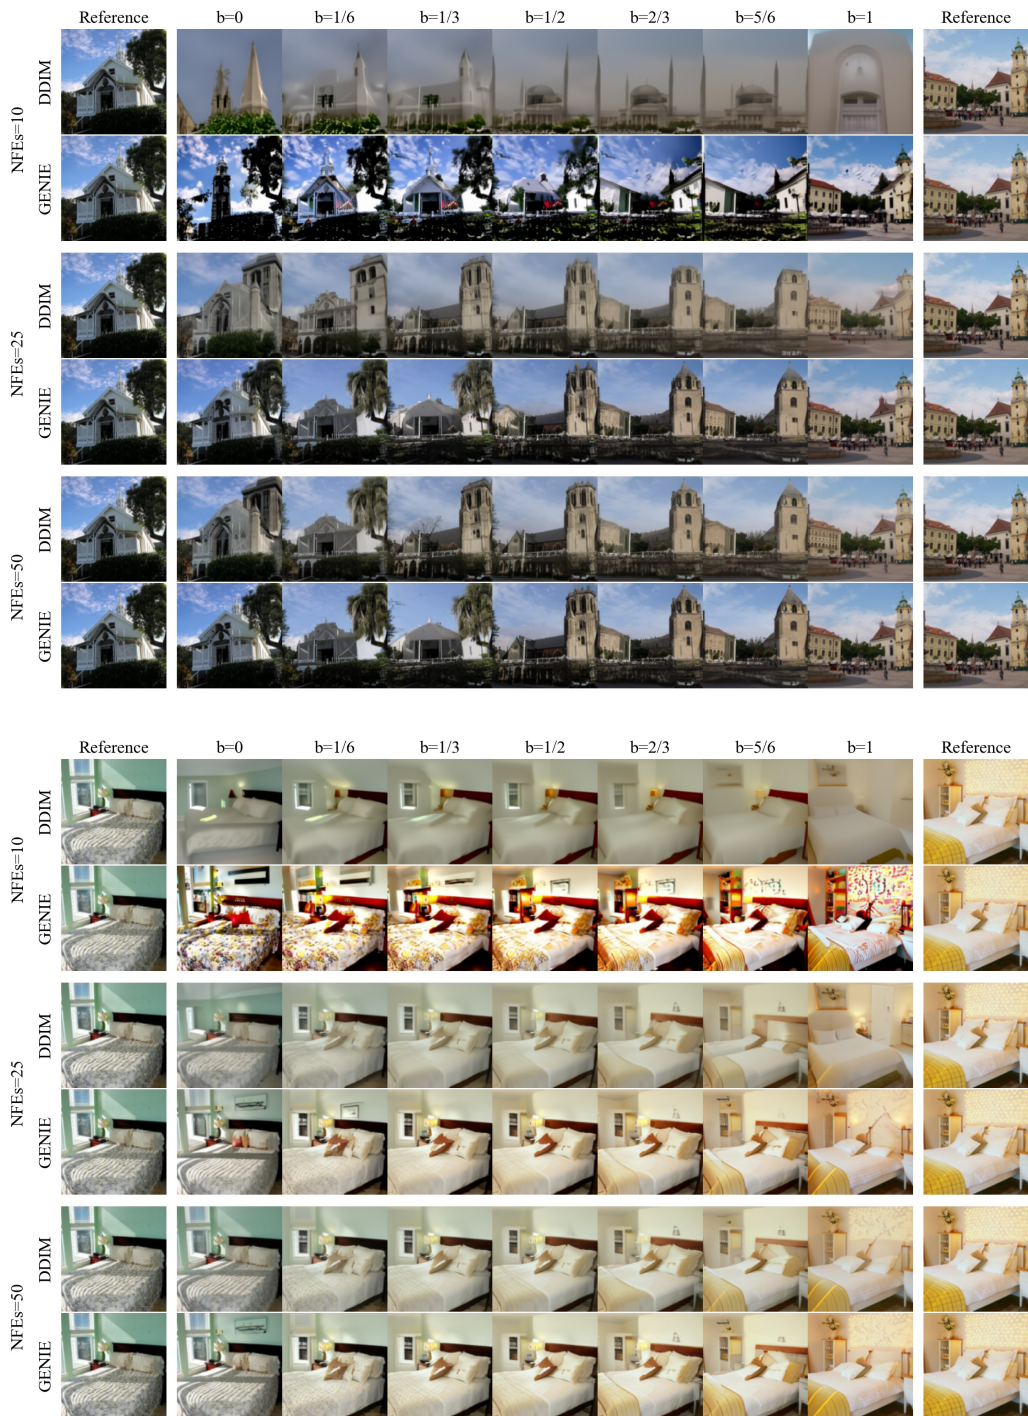 Reference b=0 b=1/6 b=1/3 b=1/2 b=2/3 b=5/6 b=1 Reference
NFEs=10
DDIM
GENIE
NFEs=25
DDIM
GENIE
NFEs=50
DDIM
GENIE
Reference b=0 b=1/6 b=1/3 b=1/2 b=2/3 b=5/6 b=1 Reference
NFEs=10
DDIM
GENIE
NFEs=25
DDIM
GENIE
NFEs=50
DDIM
GENIE